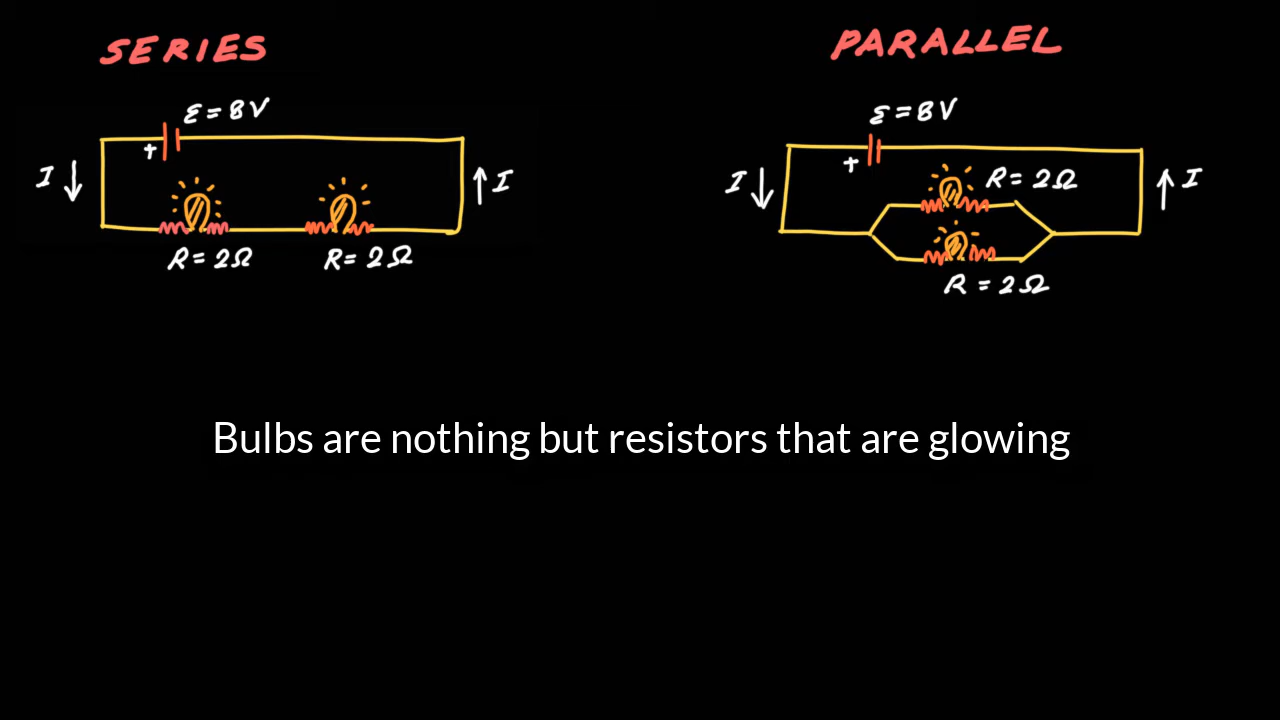 SERIES
PARALLEL
ε = 8V
+
I
I
R = 2Ω
R = 2Ω
ε = 8V
+
I
I
R = 2Ω
R = 2Ω
Bulbs are nothing but resistors that are glowing